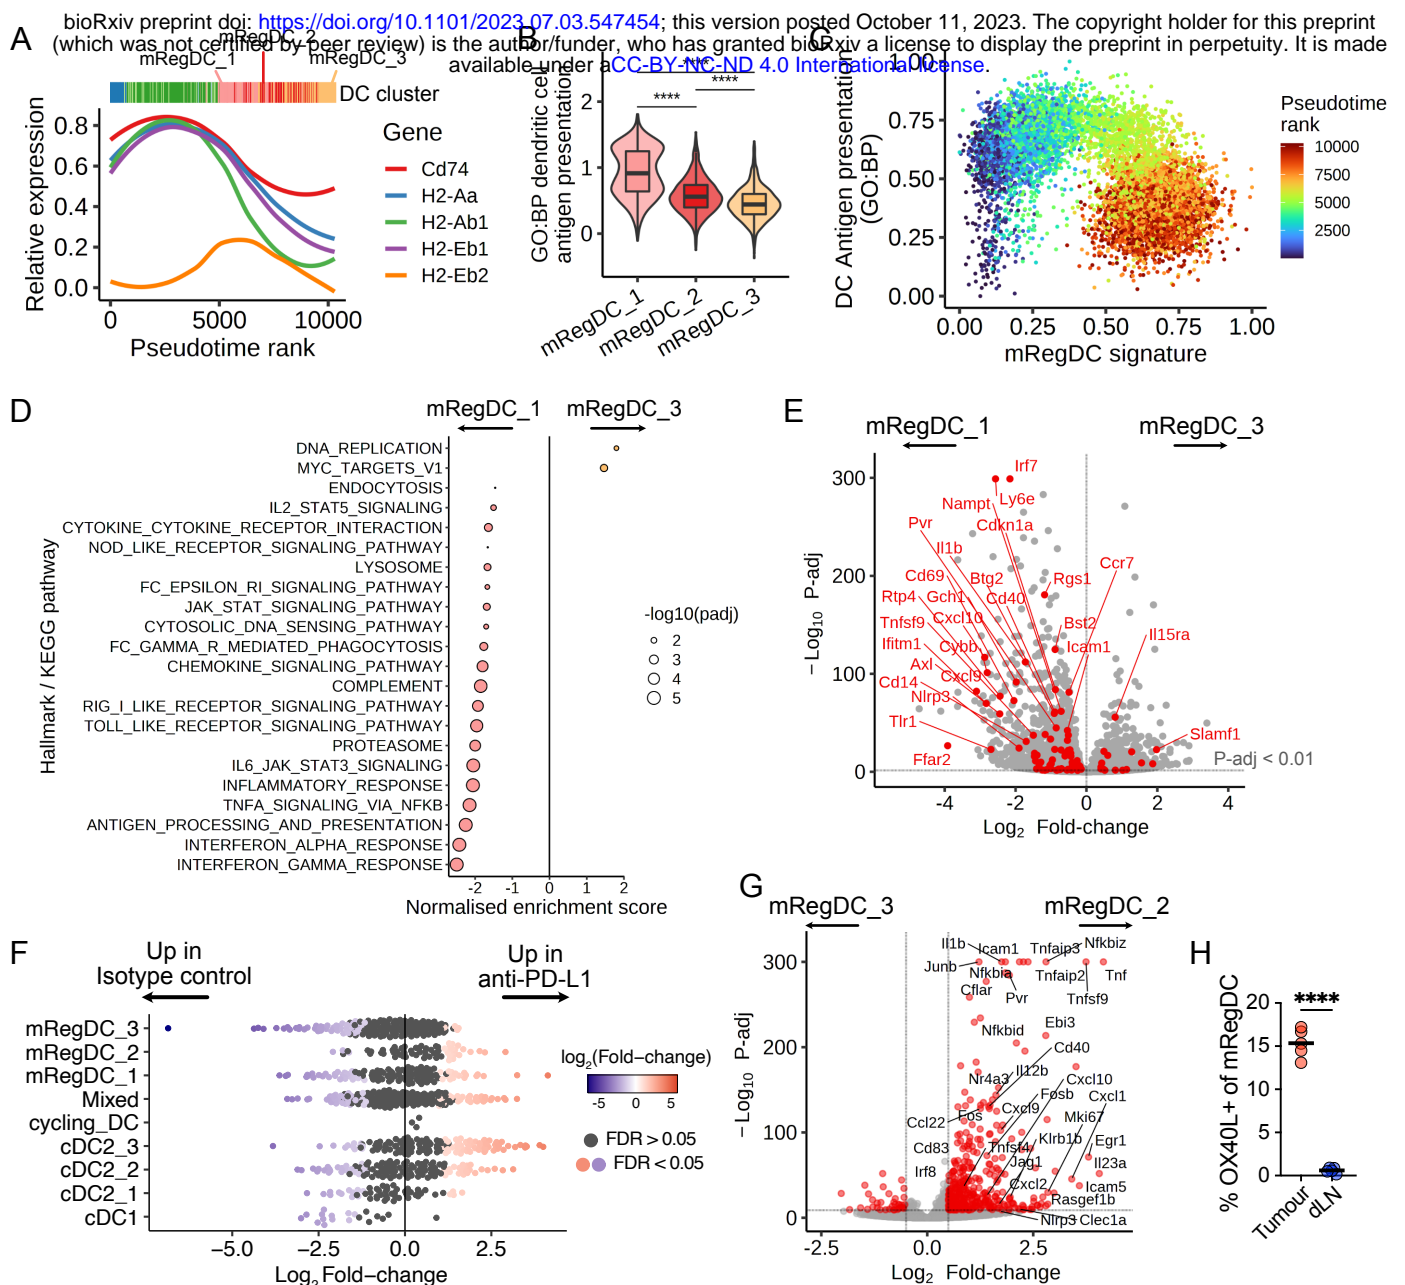 bioRxiv preprint doi: https://doi.org/10.1101/2023.07.03.547454; this version posted October 11, 2023. The copyright holder for this preprint
(which was not certified by peer review) is the author/funder, who has granted bioRxiv a license to display the preprint in perpetuity. It is made
available under aCC-BY-NC-ND 4.0 International license.
A
mRegDC_1
mRegDC_2
mRegDC_3
DC cluster
Relative expression
0.8
0.6
0.4
0.2
0.0
0
5000
10000
Pseudotime rank
Gene
Cd74
H2-Aa
H2-Ab1
H2-Eb1
H2-Eb2
B
GO:BP dendritic cell
antigen presentation
2
1
0
****
****
****
mRegDC_1
mRegDC_2
mRegDC_3
C
DC Antigen presentation
(GO:BP)
1.00
0.75
0.50
0.25
0.00
0.00
0.25
0.50
0.75
1.00
mRegDC signature
Pseudotime
rank
10000
7500
5000
2500
D
mRegDC_1
mRegDC_3
Hallmark / KEGG pathway
DNA_REPLICATION
MYC_TARGETS_V1
ENDOCYTOSIS
IL2_STAT5_SIGNALING
CYTOKINE_CYTOKINE_RECEPTOR_INTERACTION
NOD_LIKE_RECEPTOR_SIGNALING_PATHWAY
LYSOSOME
FC_EPSILON_RI_SIGNALING_PATHWAY
JAK_STAT_SIGNALING_PATHWAY
CYTOSOLIC_DNA_SENSING_PATHWAY
FC_GAMMA_R_MEDIATED_PHAGOCYTOSIS
CHEMOKINE_SIGNALING_PATHWAY
COMPLEMENT
RIG_I_LIKE_RECEPTOR_SIGNALING_PATHWAY
TOLL_LIKE_RECEPTOR_SIGNALING_PATHWAY
PROTEASOME
IL6_JAK_STAT3_SIGNALING
INFLAMMATORY_RESPONSE
TNFA_SIGNALING_VIA_NFKB
ANTIGEN_PROCESSING_AND_PRESENTATION
INTERFERON_ALPHA_RESPONSE
INTERFERON_GAMMA_RESPONSE
-2
-1
0
1
2
Normalised enrichment score
-log10(padj)
2
3
4
5
E
mRegDC_1
mRegDC_3
−Log10 P-adj
300
200
100
0
Irf7
Nampt
Ly6e
Pvr
Cdkn1a
Il1b
Ccr7
Cd69
Btg2
Rgs1
Rtp4
Gch1
Cd40
Tnfsf9
Cxcl10
Bst2
Il15ra
Ifitm1
Cybb
Icam1
Axl
Cxcl9
Cd14
Nlrp3
Tlr1
Slamf1
Ffar2
P-adj < 0.01
-4
-2
0
2
4
Log2 Fold-change
F
Up in
Isotype control
Up in
anti-PD-L1
mRegDC_3
mRegDC_2
mRegDC_1
Mixed
cycling_DC
cDC2_3
cDC2_2
cDC2_1
cDC1
−5.0
−2.5
0.0
2.5
Log2 Fold−change
log2(Fold−change)
-5
0
5
FDR > 0.05
FDR < 0.05
G
mRegDC_3
mRegDC_2
−Log10 P-adj
300
200
100
0
Il1b
Icam1
Tnfaip3
Nfkbiz
Junb
Nfkbia
Tnfaip2
Tnf
Cflar
Pvr
Tnfsf9
Nfkbid
Ebi3
Cd40
Nr4a3
Il12b
Cxcl10
Fosb
Cxcl1
Ccl22
Fos
Cxcl9
Mki67
Cd83
Tnfsf4
Klrb1b
Egr1
Irf8
Jag1
Il23a
Cxcl2
Icam5
Rasgef1b
Nlrp3
Clec1a
-2.5
0.0
2.5
Log2 Fold-change
H
% OX40L+ of mRegDC
20
15
10
5
0
****
Tumour
dLN